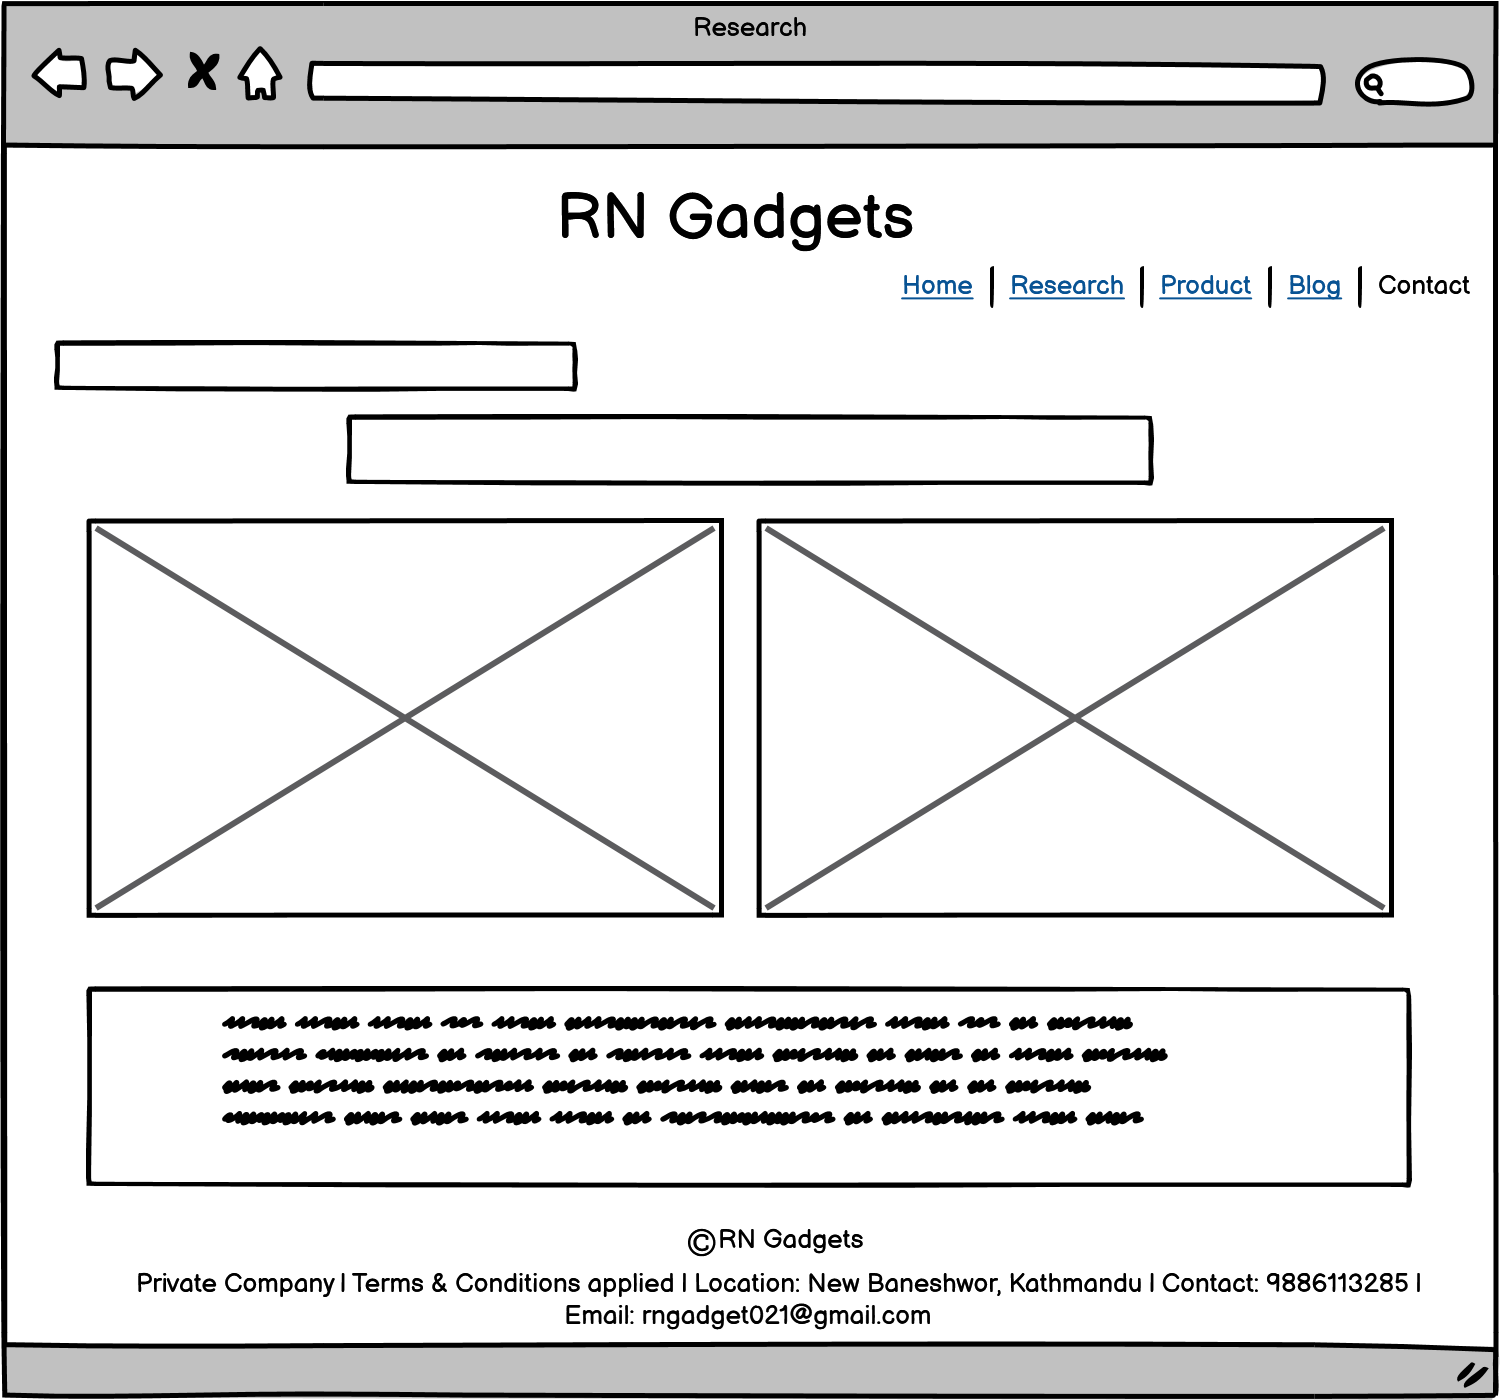 Research
RN Gadgets
Home | Research | Product | Blog | Contact
©RN Gadgets
Private Company | Terms & Conditions applied | Location: New Baneshwor, Kathmandu | Contact: 9886113285 |
Email: rngadget021@gmail.com